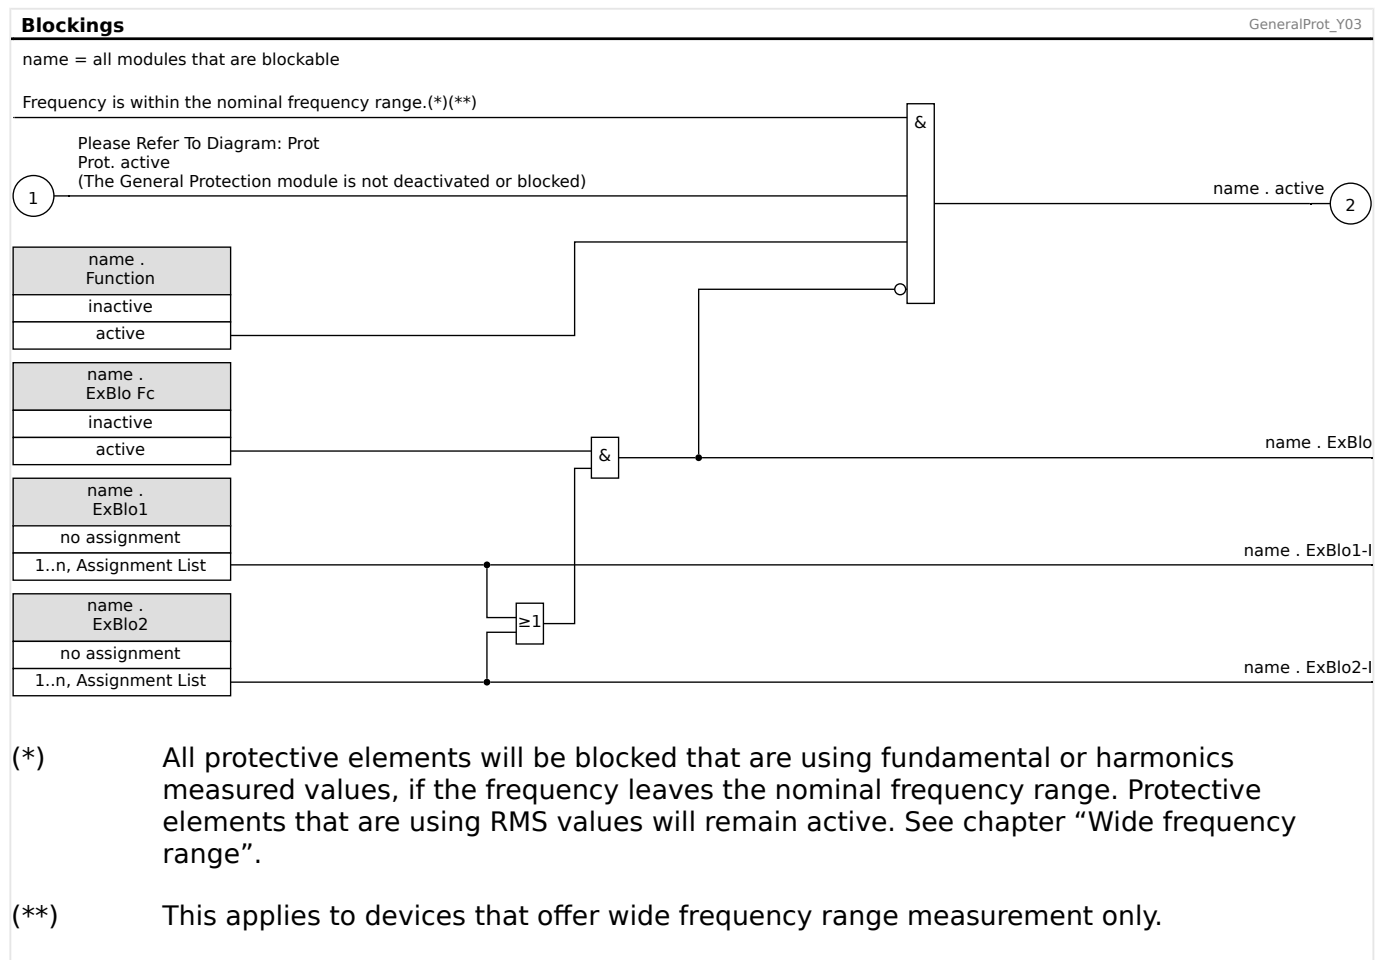 Blockings
GeneralProt_Y03
name = all modules that are blockable
Frequency is within the nominal frequency range.(*)(**)
&
Please Refer To Diagram: Prot
Prot. active
(The General Protection module is not deactivated or blocked)
1
name . active
2
name .
Function
inactive
active
name .
ExBlo Fc
inactive
active
&
name . ExBlo
name .
ExBlo1
no assignment
1..n, Assignment List
name . ExBlo1-I
name .
ExBlo2
≥1
no assignment
1..n, Assignment List
name . ExBlo2-I
(*) All protective elements will be blocked that are using fundamental or harmonics
measured values, if the frequency leaves the nominal frequency range. Protective
elements that are using RMS values will remain active. See chapter “Wide frequency
range”.
(**) This applies to devices that offer wide frequency range measurement only.